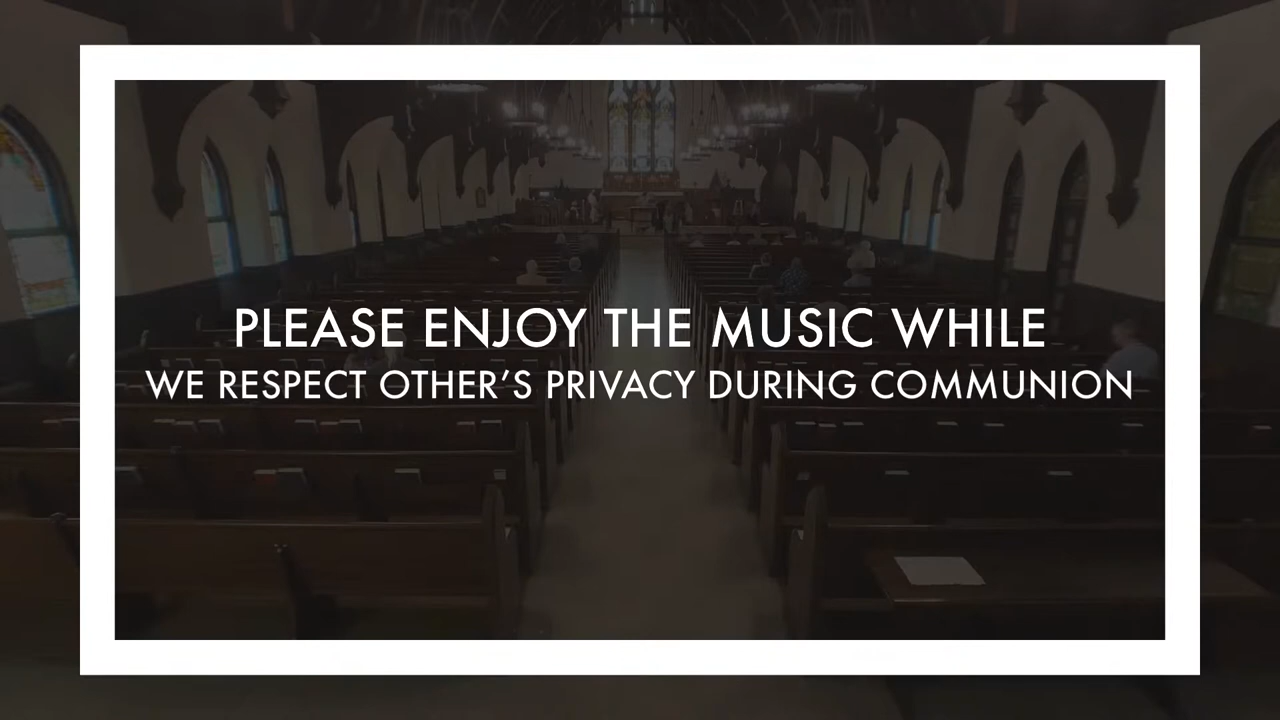 PLEASE ENJOY THE MUSIC WHILE
WE RESPECT OTHER’S PRIVACY DURING COMMUNION